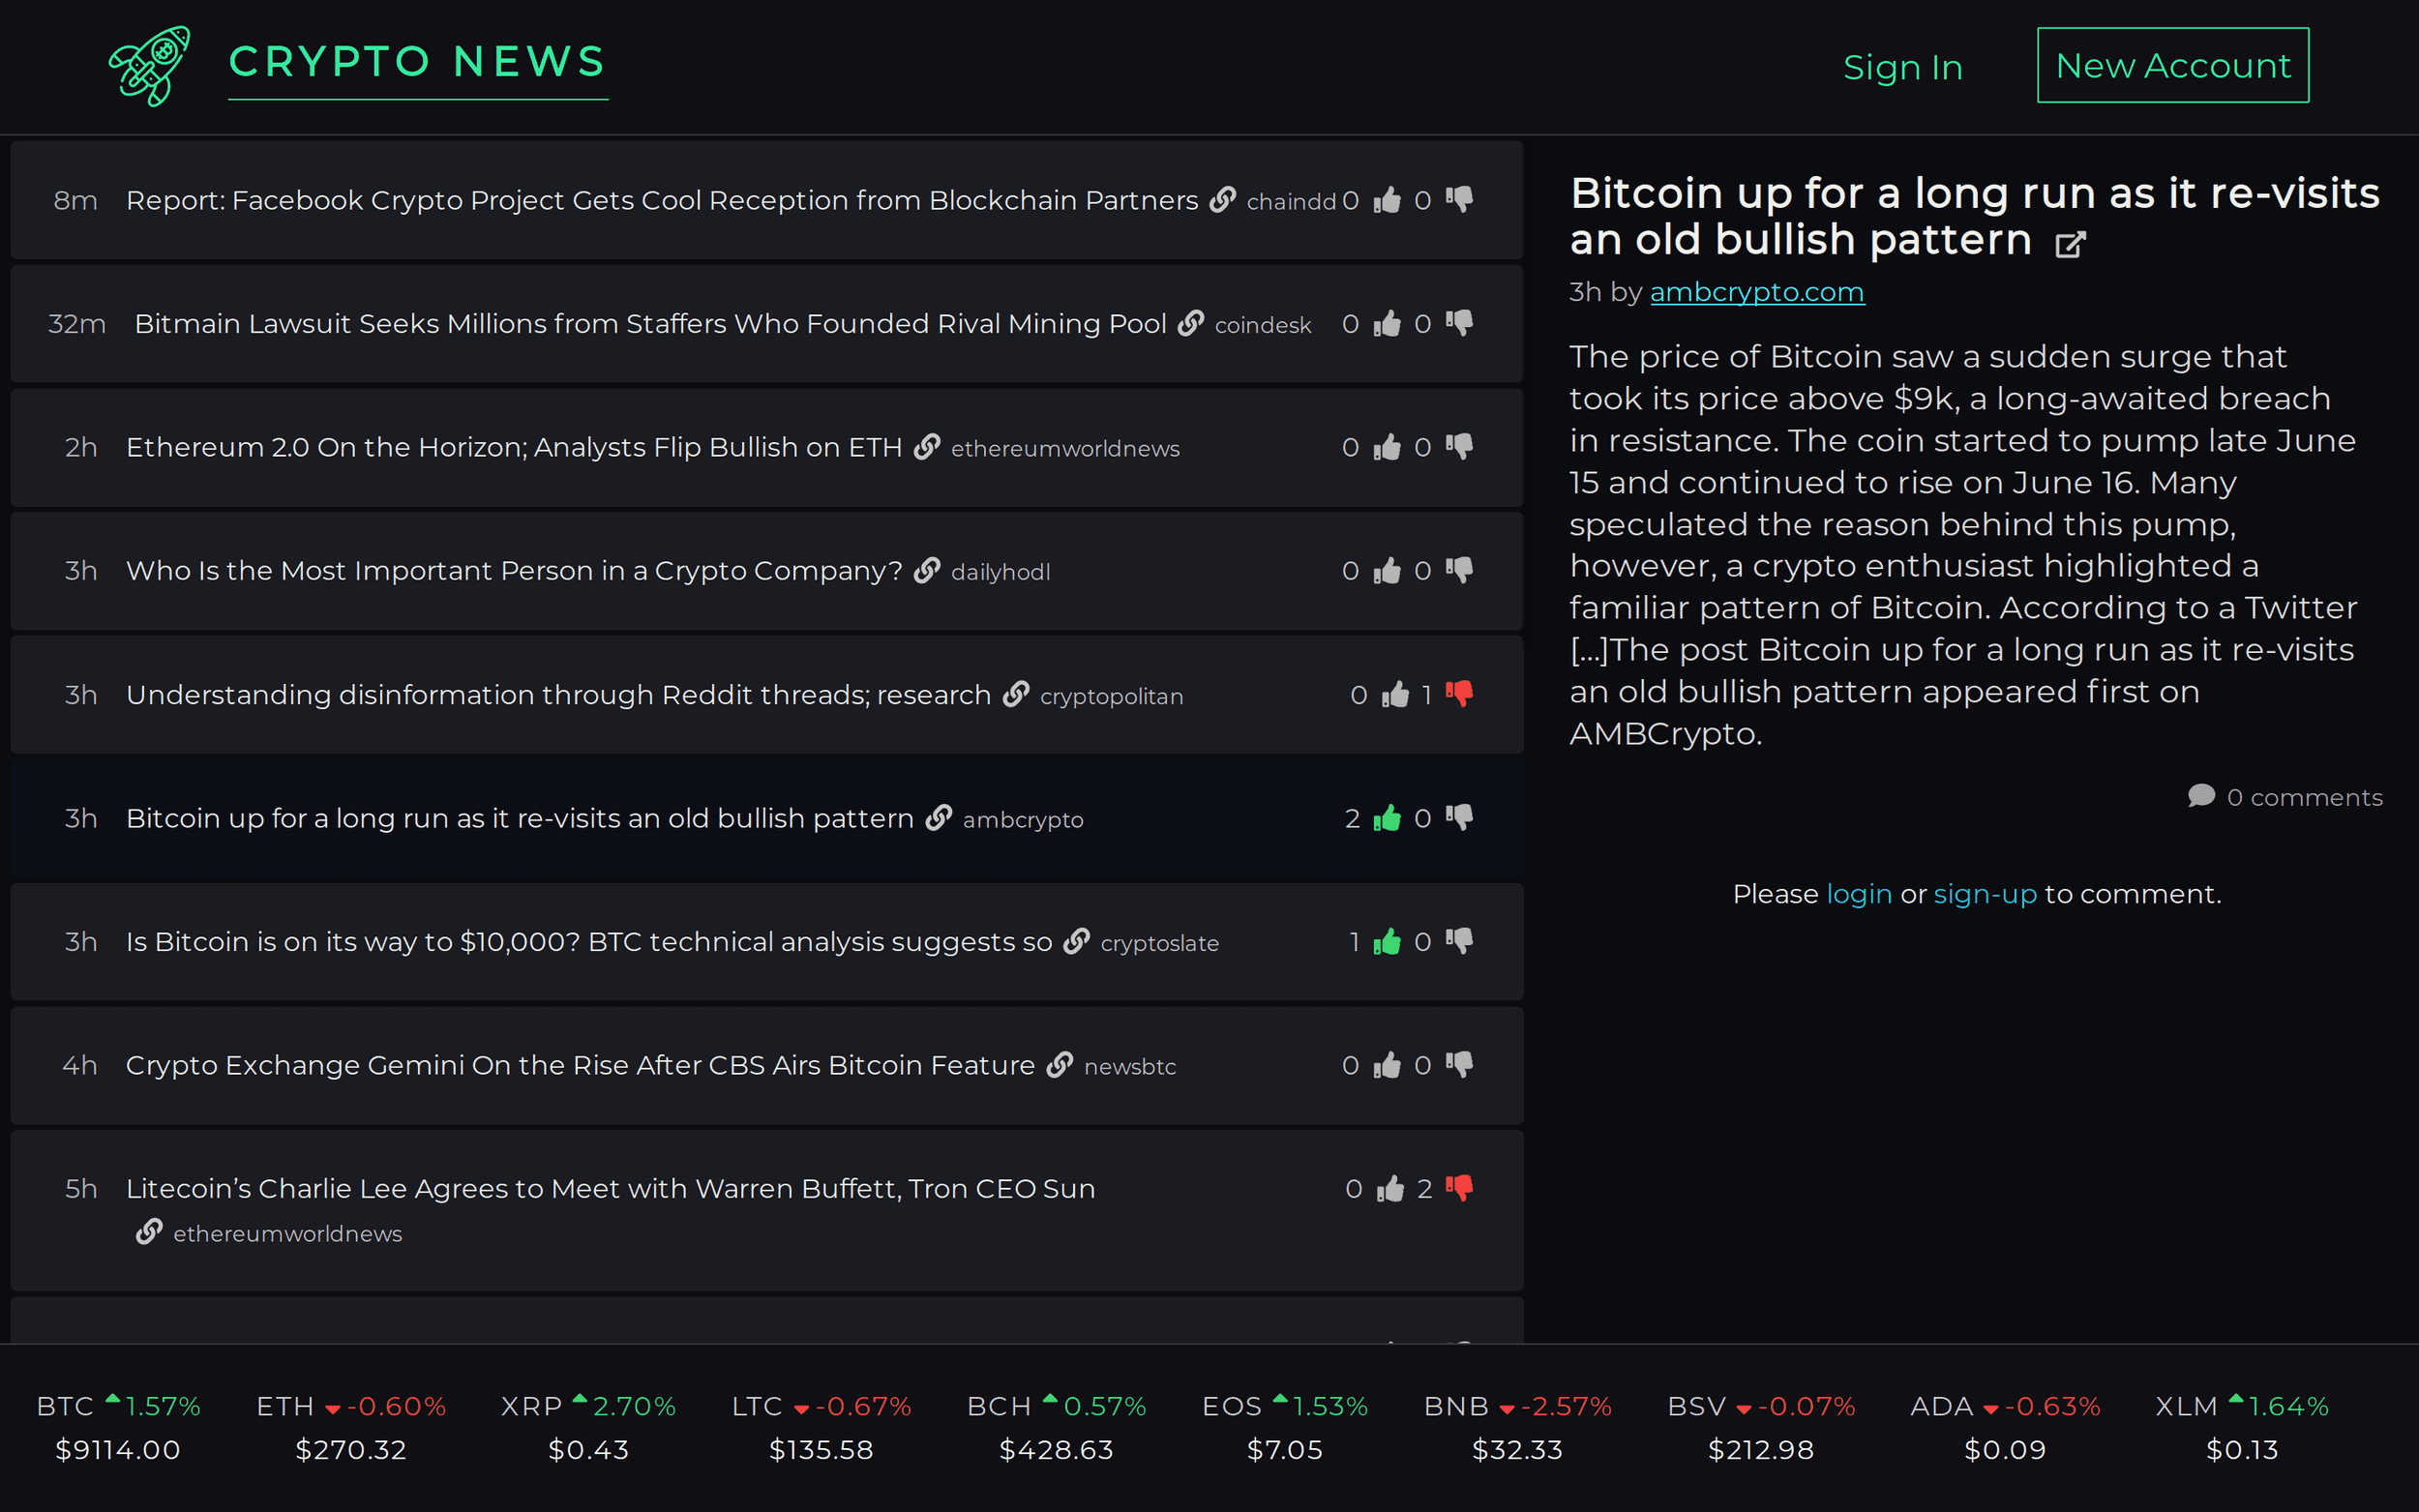 CRYPTO NEWS
Sign In
New Account
8m Report: Facebook Crypto Project Gets Cool Reception from Blockchain Partners chaindd 0 0
32m Bitmain Lawsuit Seeks Millions from Staffers Who Founded Rival Mining Pool coindesk 0 0
2h Ethereum 2.0 On the Horizon; Analysts Flip Bullish on ETH ethereumworldnews 0 0
3h Who Is the Most Important Person in a Crypto Company? dailyhodl 0 0
3h Understanding disinformation through Reddit threads; research cryptopolitan 0 1
3h Bitcoin up for a long run as it re-visits an old bullish pattern ambcrypto 2 0
3h Is Bitcoin is on its way to $10,000? BTC technical analysis suggests so cryptoslate 1 0
4h Crypto Exchange Gemini On the Rise After CBS Airs Bitcoin Feature newsbtc 0 0
5h Litecoin’s Charlie Lee Agrees to Meet with Warren Buffett, Tron CEO Sun 0 2
ethereumworldnews
Bitcoin up for a long run as it re-visits
an old bullish pattern
3h by ambcrypto.com
The price of Bitcoin saw a sudden surge that
took its price above $9k, a long-awaited breach
in resistance. The coin started to pump late June
15 and continued to rise on June 16. Many
speculated the reason behind this pump,
however, a crypto enthusiast highlighted a
familiar pattern of Bitcoin. According to a Twitter
[...]The post Bitcoin up for a long run as it re-visits
an old bullish pattern appeared first on
AMBCrypto.
0 comments
Please login or sign-up to comment.
BTC 1.57% ETH -0.60% XRP 2.70% LTC -0.67% BCH 0.57% EOS 1.53% BNB -2.57% BSV -0.07% ADA -0.63% XLM 1.64%
$9114.00 $270.32 $0.43 $135.58 $428.63 $7.05 $32.33 $212.98 $0.09 $0.13